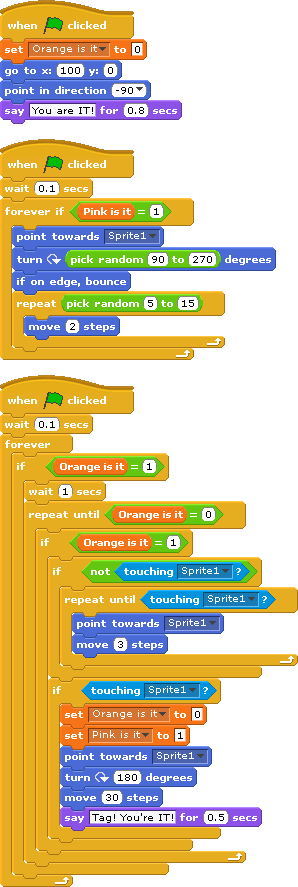 when clicked
set Orange is it to 0
go to x: 100 y: 0
point in direction -90
say You are IT! for 0.8 secs
when clicked
wait 0.1 secs
forever if Pink is it = 1
point towards Sprite1
turn pick random 90 to 270 degrees
if on edge, bounce
repeat pick random 5 to 15
move 2 steps
when clicked
wait 0.1 secs
forever
if Orange is it = 1
wait 1 secs
repeat until Orange is it = 0
if Orange is it = 1
if not touching Sprite1 ?
repeat until touching Sprite1 ?
point towards Sprite1
move 3 steps
if touching Sprite1 ?
set Orange is it to 0
set Pink is it to 1
point towards Sprite1
turn 180 degrees
move 30 steps
say Tag! You're IT! for 0.5 secs